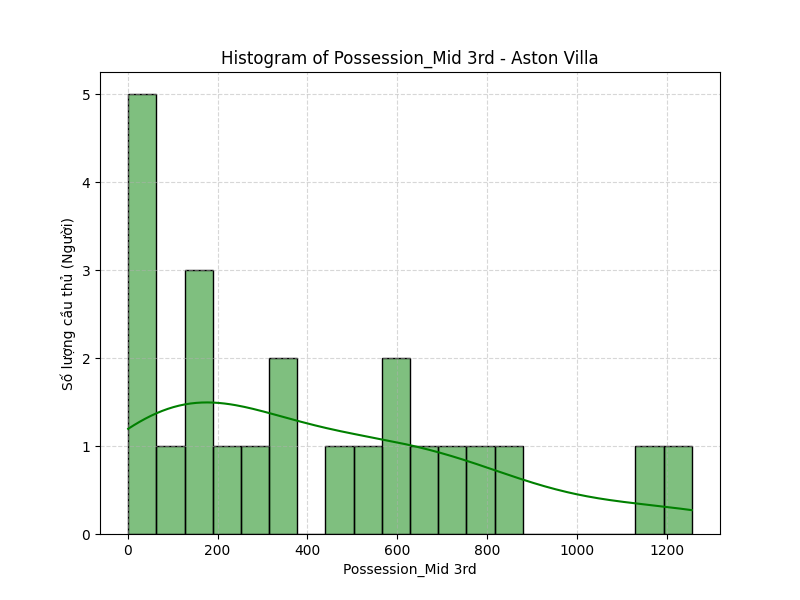 Histogram of Possession_Mid 3rd - Aston Villa
5
4
3
2
1
0
Số lượng cầu thủ (Người)
0 200 400 600 800 1000 1200
Possession_Mid 3rd